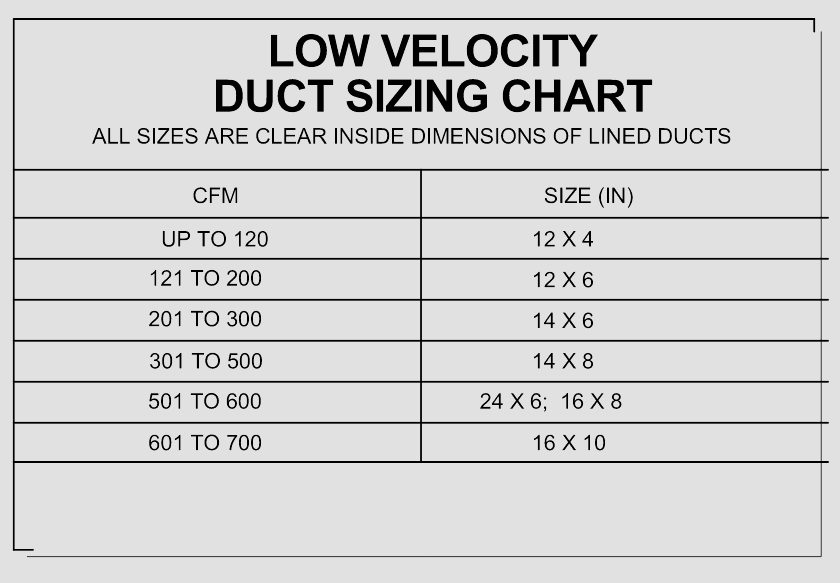 LOW VELOCITY
DUCT SIZING CHART
ALL SIZES ARE CLEAR INSIDE DIMENSIONS OF LINED DUCTS
CFM SIZE (IN)
UP TO 120 12 X 4
121 TO 200 12 X 6
201 TO 300 14 X 6
301 TO 500 14 X 8
501 TO 600 24 X 6; 16 X 8
601 TO 700 16 X 10